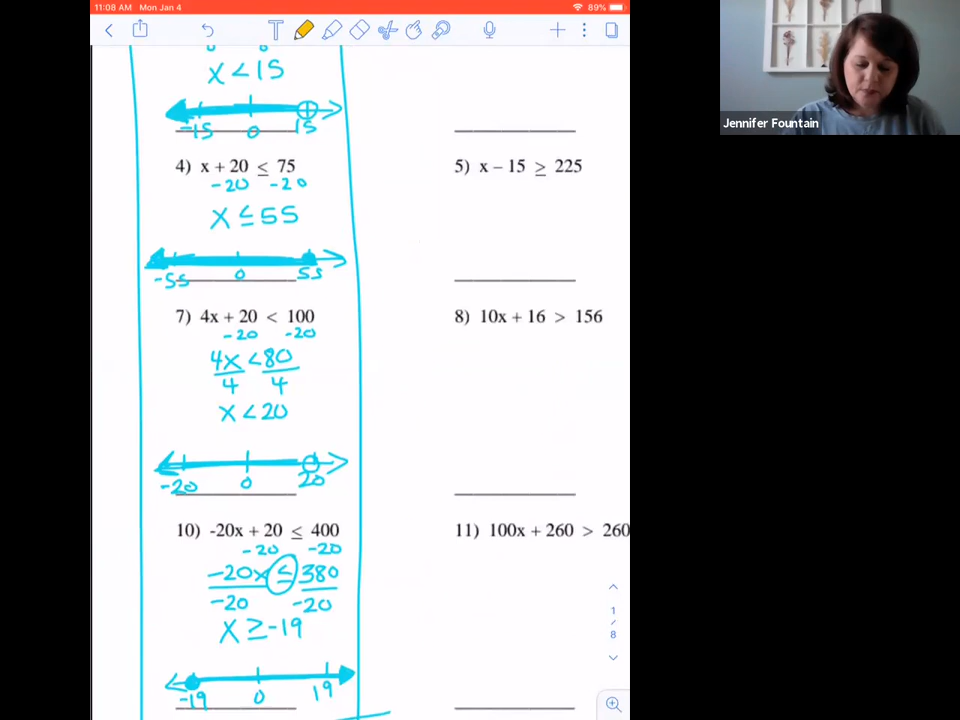 11:08 AM Mon Jan 4
89%
Jennifer Fountain
x < 15
-15 0 15
4) x + 20 ≤ 75
-20 -20
x ≤ 55
-55 0 55
5) x – 15 ≥ 225
7) 4x + 20 < 100
-20 -20
4x < 80
4 4
x < 20
-20 0 20
8) 10x + 16 > 156
10) -20x + 20 ≤ 400
-20 -20
-20x ≤ 380
-20 -20
x ≥ -19
-19 0 19
11) 100x + 260 > 260
1
/
8